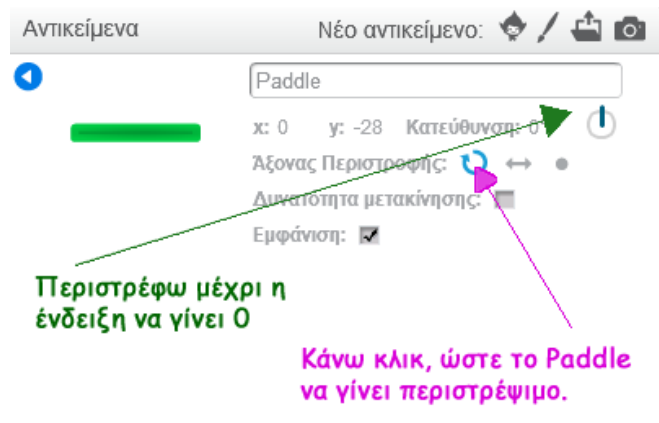 Αντικείμενα Νέο αντικείμενο:
Paddle
x: 0 y: -28 Κατεύθυνση: 0
Άξονας Περιστροφής:
Δυνατότητα μετακίνησης:
Εμφάνιση:
Περιστρέφω μέχρι η
ένδειξη να γίνει 0
Κάνω κλικ, ώστε το Paddle
να γίνει περιστρέψιμο.